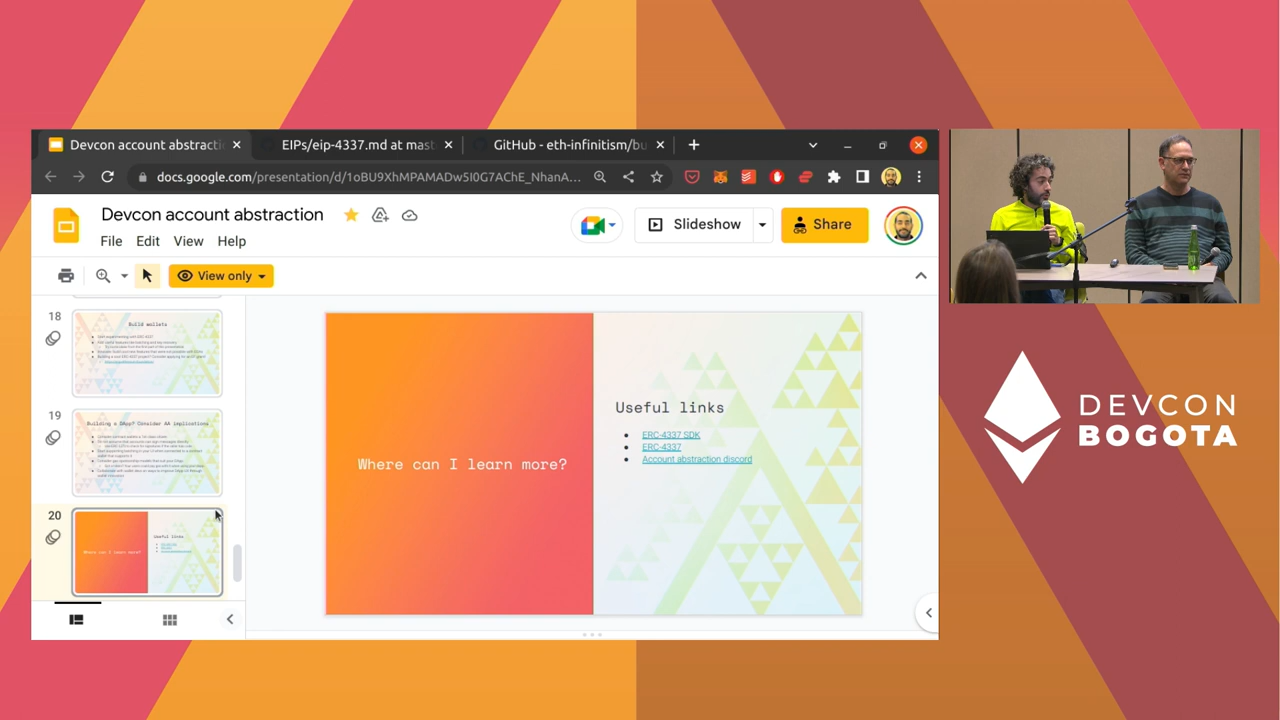 Devcon account abstracti
EIPs/eip-4337.md at mast
GitHub - eth-infinitism/bu
docs.google.com/presentation/d/1oBU9XhMPAMADw5I0G7AChE_NhanA...
Devcon account abstraction
File Edit View Help
Slideshow
Share
View only
18
Build wallets
19
Building a DApp? Consider AA implications
20
Where can I learn more?
Useful links
Where can I learn more?
Useful links
ERC-4337 SDK
ERC-4337
Account abstraction discord
DEVCON
BOGOTA